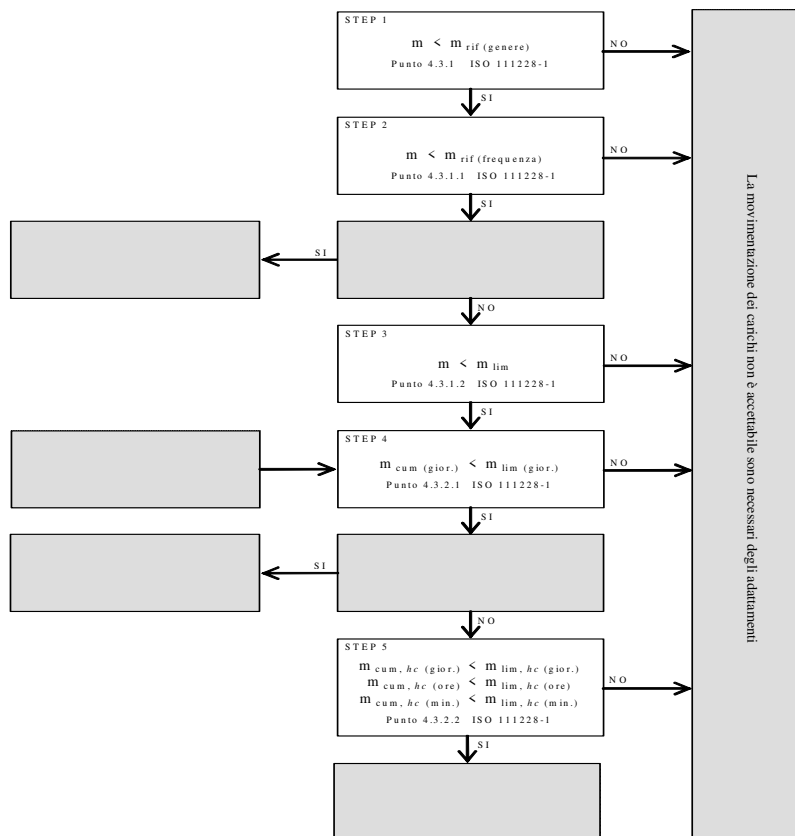 STEP 1
m < m rif (genere)
Punto 4.3.1 ISO 111228-1
NO
SI
STEP 2
m < m rif (frequenza)
Punto 4.3.1.1 ISO 111228-1
NO
SI
SI
NO
STEP 3
m < m lim
Punto 4.3.1.2 ISO 111228-1
NO
SI
STEP 4
m cum (gior.) < m lim (gior.)
Punto 4.3.2.1 ISO 111228-1
NO
SI
SI
NO
STEP 5
m cum, hc (gior.) < m lim, hc (gior.)
m cum, hc (ore) < m lim, hc (ore)
m cum, hc (min.) < m lim, hc (min.)
Punto 4.3.2.2 ISO 111228-1
NO
SI
La movimentazione dei carichi non è accettabile sono necessari degli adattamenti